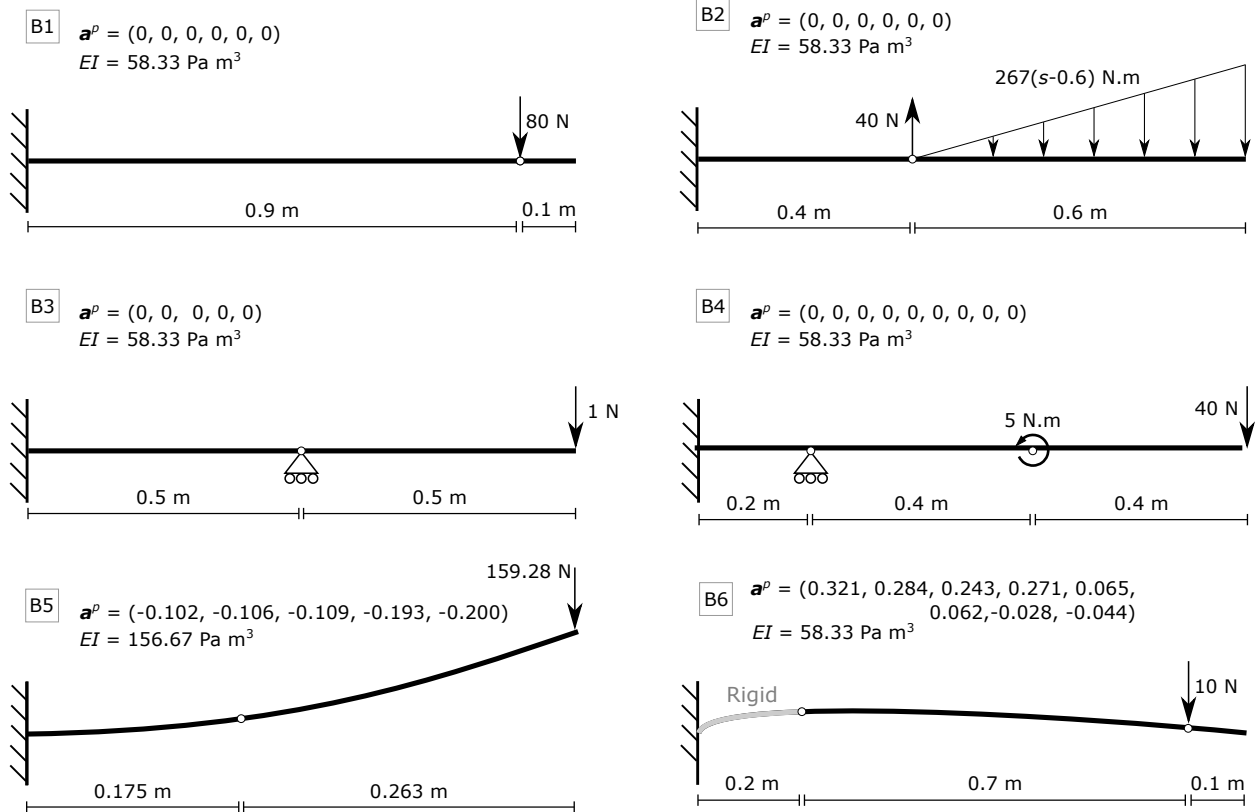 B1
aᵖ = (0, 0, 0, 0, 0, 0)
EI = 58.33 Pa m³
80 N
0.9 m
0.1 m
B2
aᵖ = (0, 0, 0, 0, 0, 0)
EI = 58.33 Pa m³
267(s-0.6) N.m
40 N
0.4 m
0.6 m
B3
aᵖ = (0, 0, 0, 0, 0)
EI = 58.33 Pa m³
1 N
0.5 m
0.5 m
B4
aᵖ = (0, 0, 0, 0, 0, 0, 0, 0, 0)
EI = 58.33 Pa m³
5 N.m
40 N
0.2 m
0.4 m
0.4 m
B5
aᵖ = (-0.102, -0.106, -0.109, -0.193, -0.200)
EI = 156.67 Pa m³
159.28 N
0.175 m
0.263 m
B6
aᵖ = (0.321, 0.284, 0.243, 0.271, 0.065,
0.062,-0.028, -0.044)
EI = 58.33 Pa m³
Rigid
10 N
0.2 m
0.7 m
0.1 m